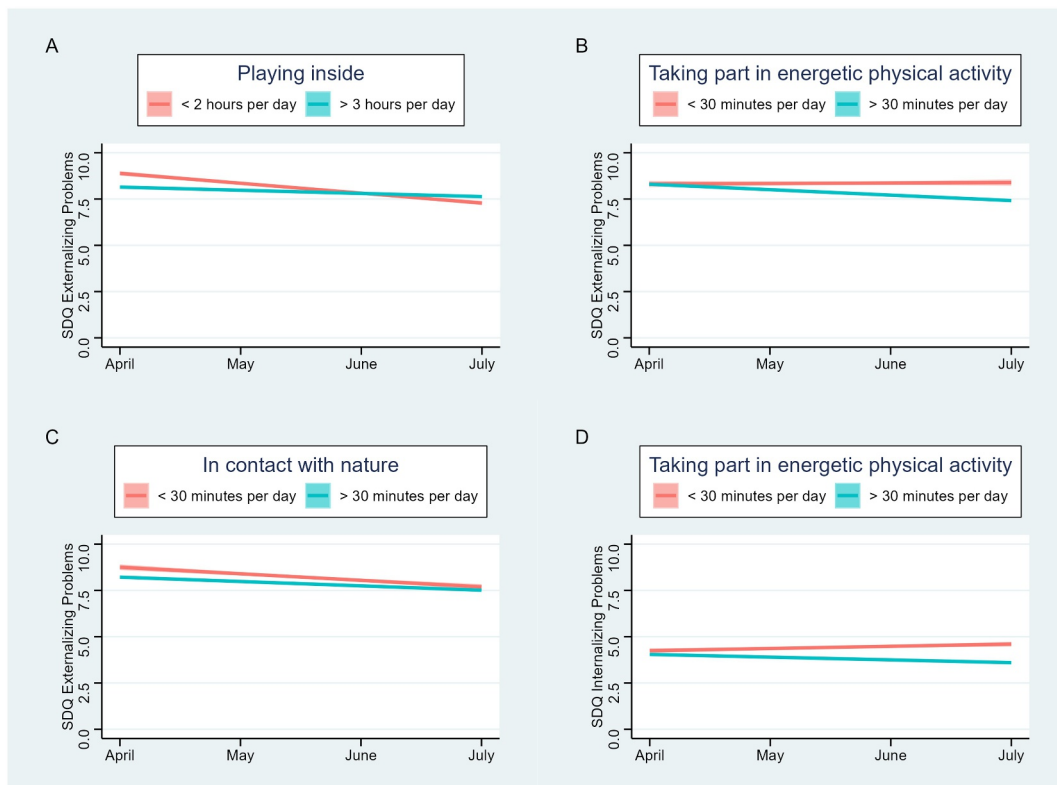 A
Playing inside
< 2 hours per day > 3 hours per day
SDQ Externalizing Problems
10.0
7.5
5.0
2.5
0.0
April May June July
B
Taking part in energetic physical activity
< 30 minutes per day > 30 minutes per day
SDQ Externalizing Problems
10.0
7.5
5.0
2.5
0.0
April May June July
C
In contact with nature
< 30 minutes per day > 30 minutes per day
SDQ Externalizing Problems
10.0
7.5
5.0
2.5
0.0
April May June July
D
Taking part in energetic physical activity
< 30 minutes per day > 30 minutes per day
SDQ Internalizing Problems
10.0
7.5
5.0
2.5
0.0
April May June July